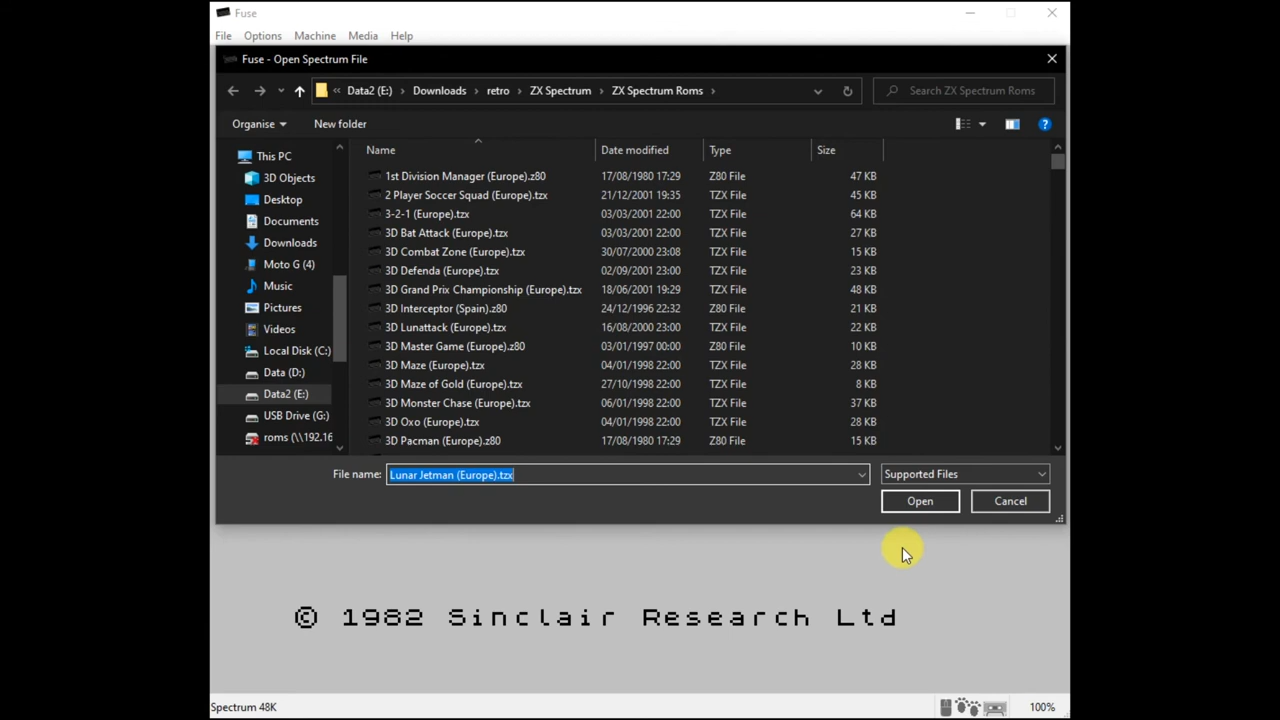 Fuse
File Options Machine Media Help
Fuse - Open Spectrum File
« Data2 (E:) › Downloads › retro › ZX Spectrum › ZX Spectrum Roms ›
Search ZX Spectrum Roms
Organise New folder
This PC
3D Objects
Desktop
Documents
Downloads
Moto G (4)
Music
Pictures
Videos
Local Disk (C:)
Data (D:)
Data2 (E:)
USB Drive (G:)
roms (\\192.16
Name Date modified Type Size
1st Division Manager (Europe).z80 17/08/1980 17:29 Z80 File 47 KB
2 Player Soccer Squad (Europe).tzx 21/12/2001 19:35 TZX File 45 KB
3-2-1 (Europe).tzx 03/03/2001 22:00 TZX File 64 KB
3D Bat Attack (Europe).tzx 03/03/2001 22:00 TZX File 27 KB
3D Combat Zone (Europe).tzx 30/07/2000 23:08 TZX File 15 KB
3D Defenda (Europe).tzx 02/09/2001 23:00 TZX File 23 KB
3D Grand Prix Championship (Europe).tzx 18/06/2001 19:29 TZX File 48 KB
3D Interceptor (Spain).z80 24/12/1996 22:32 Z80 File 21 KB
3D Lunattack (Europe).tzx 16/08/2000 23:00 TZX File 22 KB
3D Master Game (Europe).z80 03/01/1997 00:00 Z80 File 10 KB
3D Maze (Europe).tzx 04/01/1998 22:00 TZX File 28 KB
3D Maze of Gold (Europe).tzx 27/10/1998 22:00 TZX File 8 KB
3D Monster Chase (Europe).tzx 06/01/1998 22:00 TZX File 37 KB
3D Oxo (Europe).tzx 04/01/1998 22:00 TZX File 28 KB
3D Pacman (Europe).z80 17/08/1980 17:29 Z80 File 15 KB
File name: Lunar Jetman (Europe).tzx Supported Files
Open Cancel
© 1982 Sinclair Research Ltd
Spectrum 48K 100%